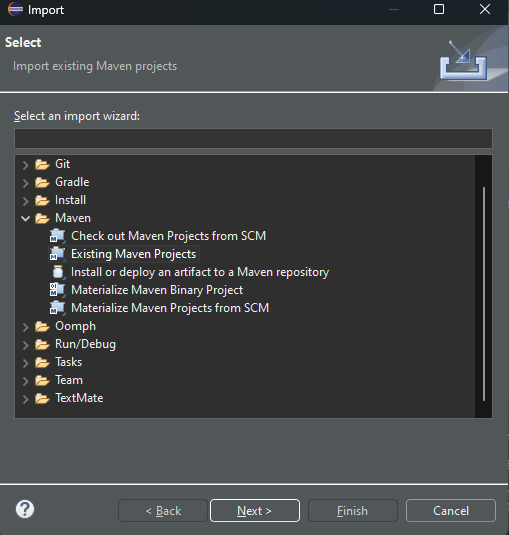 Import
Select
Import existing Maven projects
Select an import wizard:
Git
Gradle
Install
Maven
Check out Maven Projects from SCM
Existing Maven Projects
Install or deploy an artifact to a Maven repository
Materialize Maven Binary Project
Materialize Maven Projects from SCM
Oomph
Run/Debug
Tasks
Team
TextMate
? < Back Next > Finish Cancel